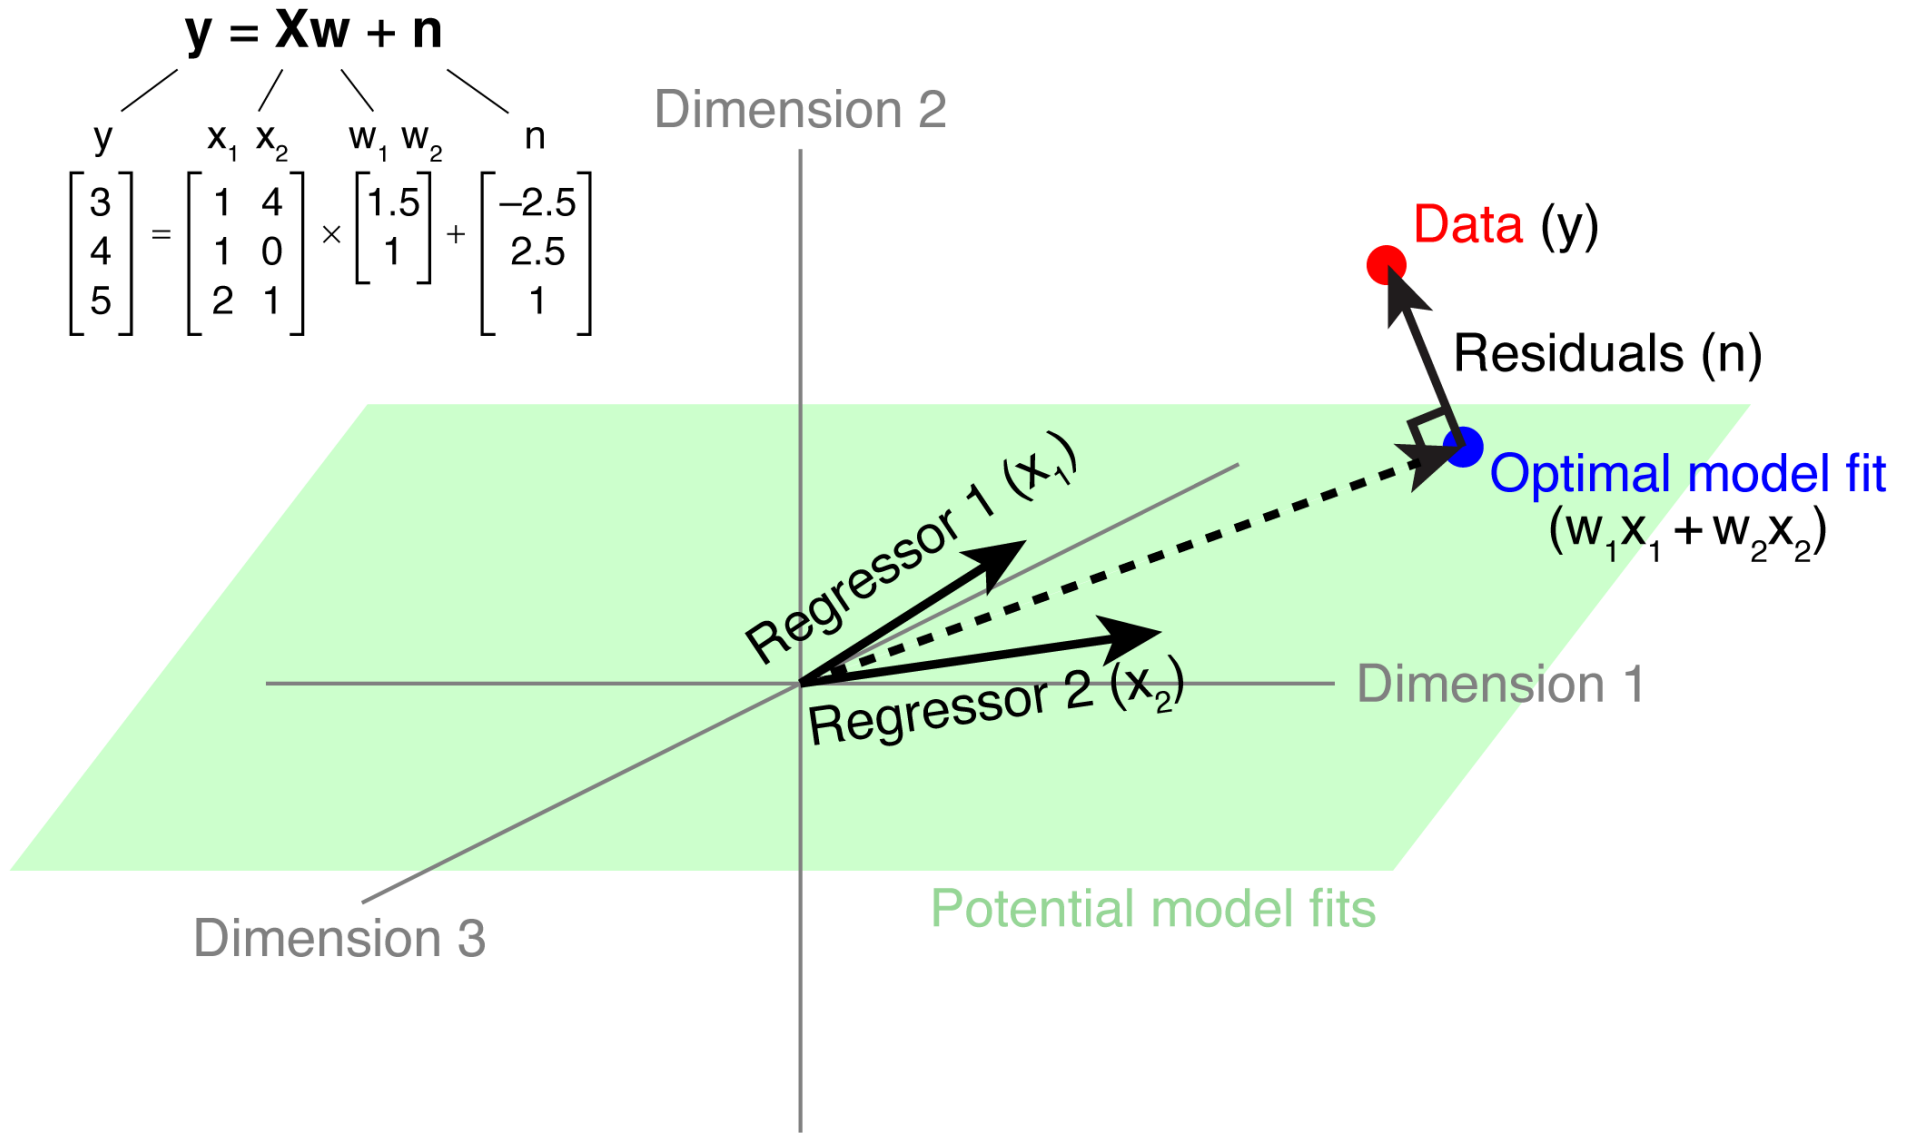 y = Xw + n
y x₁ x₂ w₁ w₂ n
3 1 4 1.5 –2.5
4 = 1 0 × 1 + 2.5
5 2 1 1
Dimension 2
Data (y)
Residuals (n)
Optimal model fit
(w₁x₁ + w₂x₂)
Regressor 1 (x₁)
Regressor 2 (x₂)
Dimension 1
Potential model fits
Dimension 3